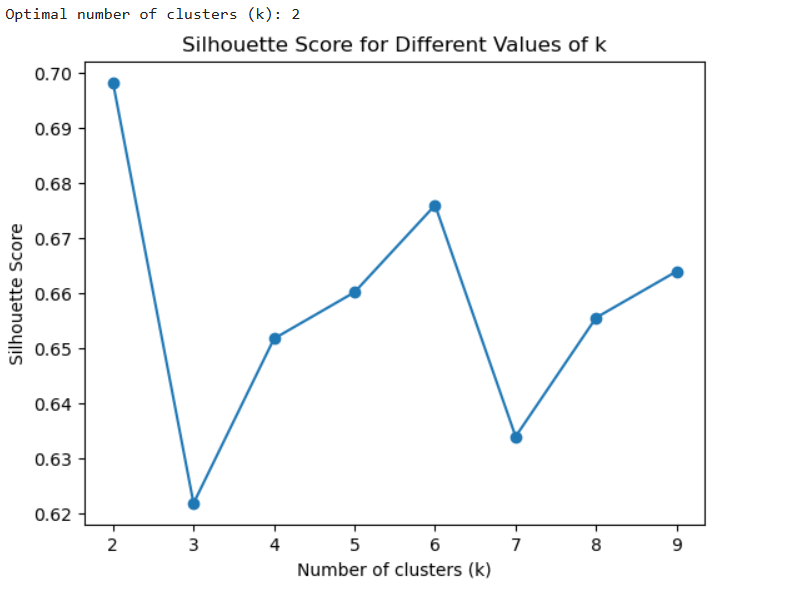 Optimal number of clusters (k): 2
Silhouette Score for Different Values of k
0.70
0.69
0.68
0.67
0.66
0.65
0.64
0.63
0.62
Silhouette Score
2 3 4 5 6 7 8 9
Number of clusters (k)